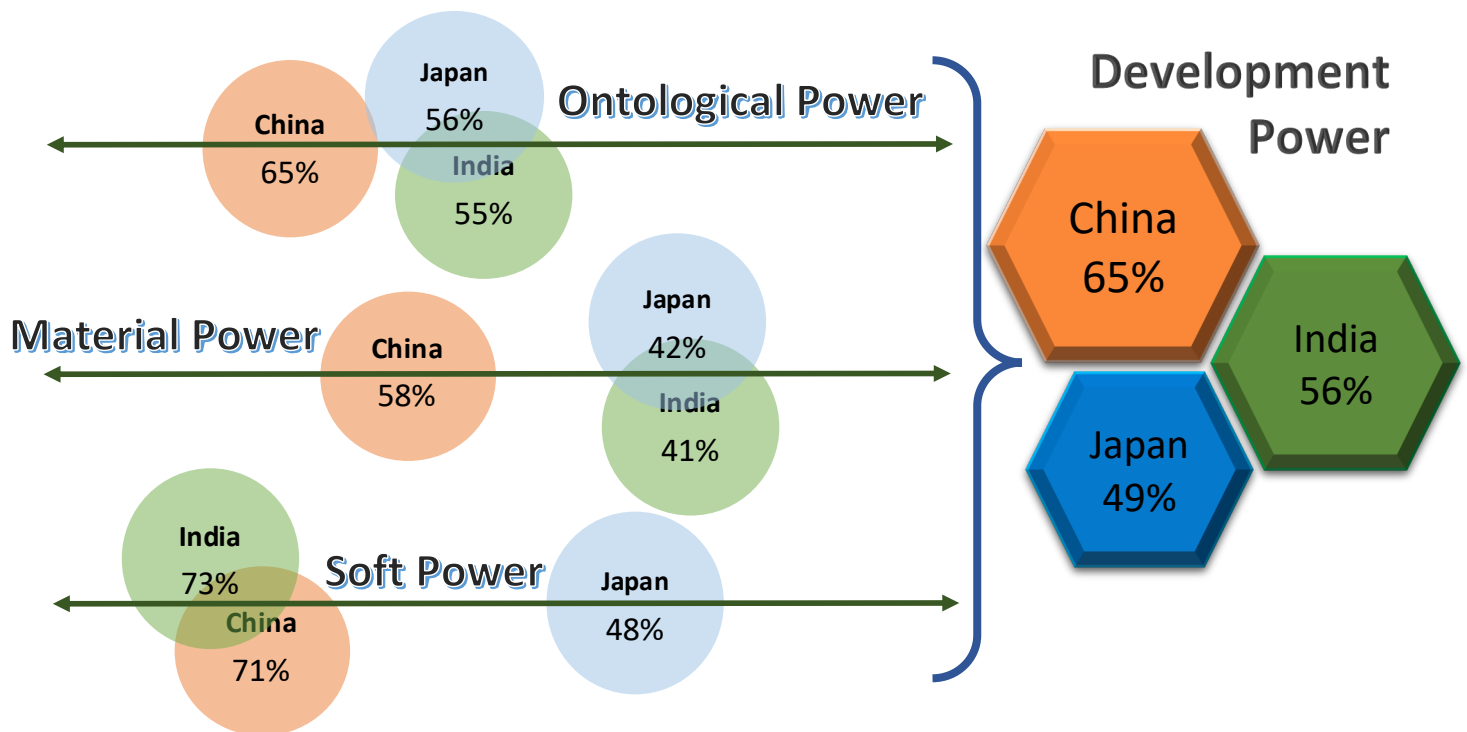 Japan
56%
Ontological Power
China
65%
India
55%
Material Power
China
58%
Japan
42%
India
41%
India
73%
Soft Power
China
71%
Japan
48%
Development
Power
China
65%
India
56%
Japan
49%